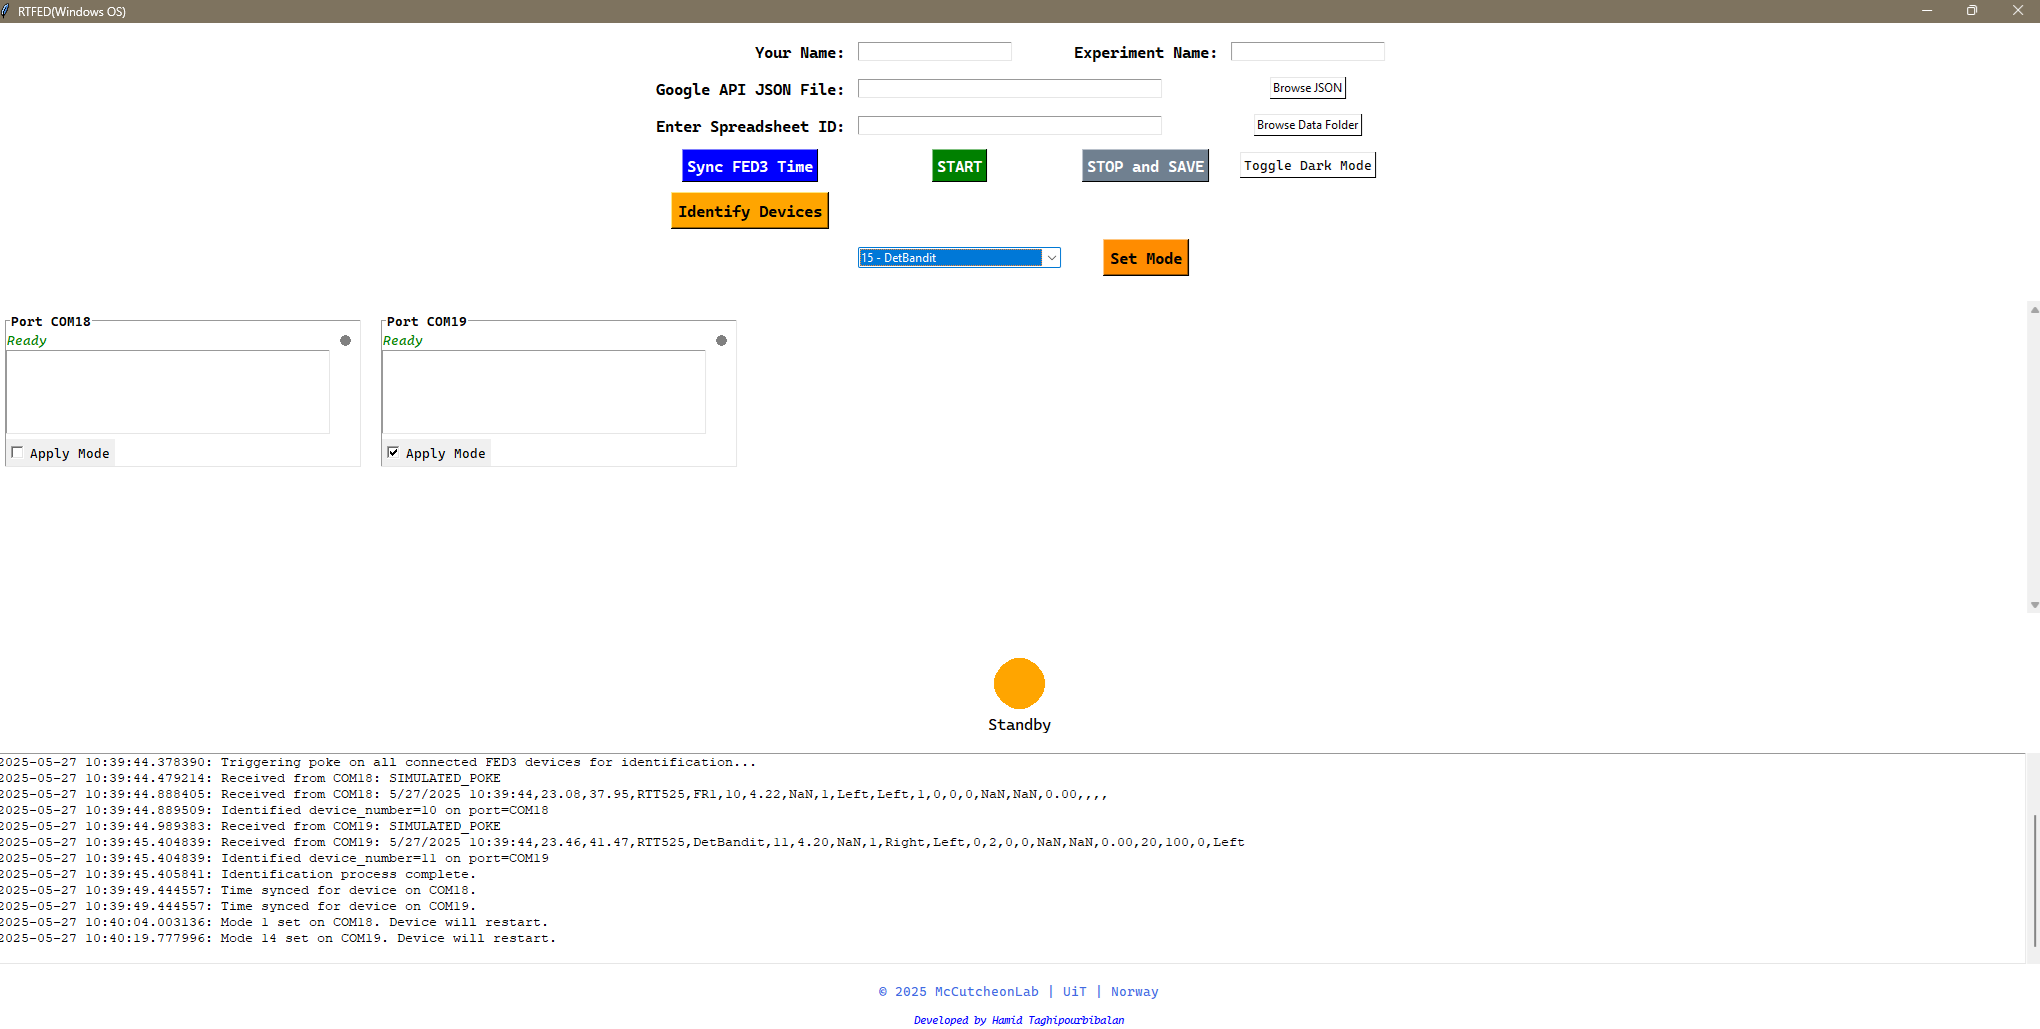 RTFED(Windows OS)
Your Name:
Experiment Name:
Google API JSON File:
Browse JSON
Enter Spreadsheet ID:
Browse Data Folder
Sync FED3 Time
START
STOP and SAVE
Toggle Dark Mode
Identify Devices
15 - DetBandit
Set Mode
Port COM18
Ready
Apply Mode
Port COM19
Ready
Apply Mode
Standby
2025-05-27 10:39:44.378390: Triggering poke on all connected FED3 devices for identification...
2025-05-27 10:39:44.479214: Received from COM18: SIMULATED_POKE
2025-05-27 10:39:44.888405: Received from COM18: 5/27/2025 10:39:44,23.08,37.95,RTT525,FR1,10,4.22,NaN,1,Left,Left,1,0,0,0,NaN,NaN,0.00,,,,
2025-05-27 10:39:44.889509: Identified device_number=10 on port=COM18
2025-05-27 10:39:44.989383: Received from COM19: SIMULATED_POKE
2025-05-27 10:39:45.404839: Received from COM19: 5/27/2025 10:39:44,23.46,41.47,RTT525,DetBandit,11,4.20,NaN,1,Right,Left,0,2,0,0,NaN,NaN,0.00,20,100,0,Left
2025-05-27 10:39:45.404839: Identified device_number=11 on port=COM19
2025-05-27 10:39:45.405841: Identification process complete.
2025-05-27 10:39:49.444557: Time synced for device on COM18.
2025-05-27 10:39:49.444557: Time synced for device on COM19.
2025-05-27 10:40:04.003136: Mode 1 set on COM18. Device will restart.
2025-05-27 10:40:19.777996: Mode 14 set on COM19. Device will restart.
© 2025 McCutcheonLab | UiT | Norway
Developed by Hamid Taghipourbibalan